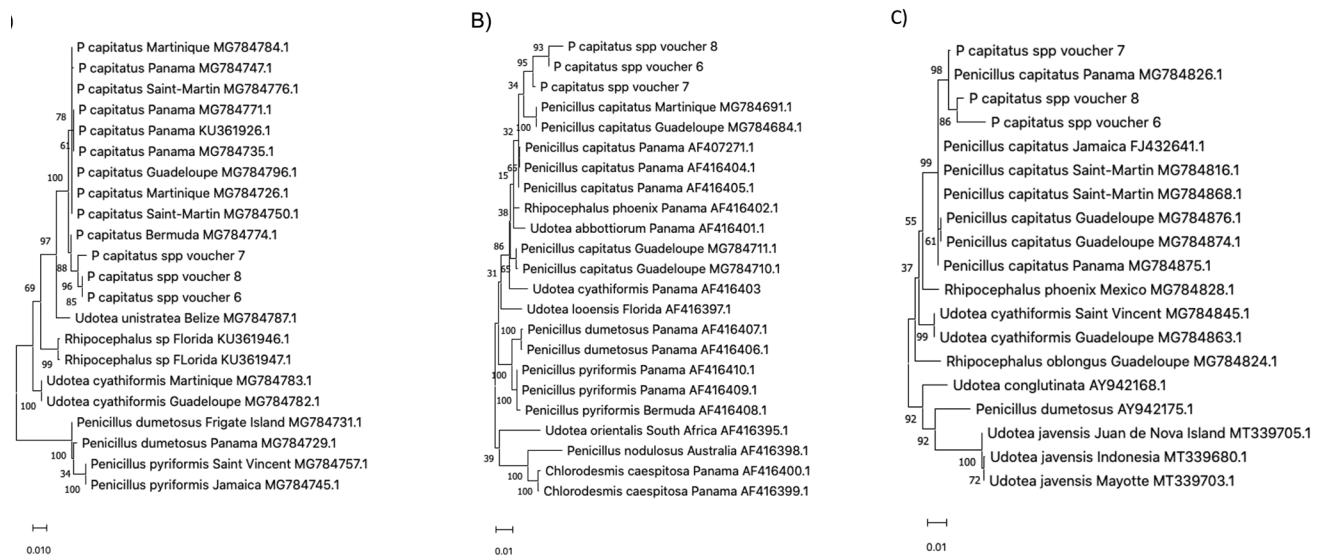 )
P capitatus Martinique MG784784.1
P capitatus Panama MG784747.1
P capitatus Saint-Martin MG784776.1
78
P capitatus Panama MG784771.1
P capitatus Panama KU361926.1
61
P capitatus Panama MG784735.1
100
P capitatus Guadeloupe MG784796.1
P capitatus Martinique MG784726.1
P capitatus Saint-Martin MG784750.1
97
P capitatus Bermuda MG784774.1
P capitatus spp voucher 7
88
P capitatus spp voucher 8
96
69
P capitatus spp voucher 6
85
Udotea unistratea Belize MG784787.1
Rhipocephalus sp Florida KU361946.1
Rhipocephalus sp FLorida KU361947.1
99
Udotea cyathiformis Martinique MG784783.1
Udotea cyathiformis Guadeloupe MG784782.1
100
Penicillus dumetosus Frigate Island MG784731.1
Penicillus dumetosus Panama MG784729.1
100
Penicillus pyriformis Saint Vincent MG784757.1
34
Penicillus pyriformis Jamaica MG784745.1
100
0.010
B)
93
P capitatus spp voucher 8
95
P capitatus spp voucher 6
34
P capitatus spp voucher 7
Penicillus capitatus Martinique MG784691.1
32
100
Penicillus capitatus Guadeloupe MG784684.1
Penicillus capitatus Panama AF407271.1
65
Penicillus capitatus Panama AF416404.1
15
Penicillus capitatus Panama AF416405.1
38
Rhipocephalus phoenix Panama AF416402.1
Udotea abbottiorum Panama AF416401.1
86
Penicillus capitatus Guadeloupe MG784711.1
31
65
Penicillus capitatus Guadeloupe MG784710.1
Udotea cyathiformis Panama AF416403
Udotea looensis Florida AF416397.1
100
Penicillus dumetosus Panama AF416407.1
Penicillus dumetosus Panama AF416406.1
100
Penicillus pyriformis Panama AF416410.1
Penicillus pyriformis Panama AF416409.1
100
Penicillus pyriformis Bermuda AF416408.1
Udotea orientalis South Africa AF416395.1
39
Penicillus nodulosus Australia AF416398.1
Chlorodesmis caespitosa Panama AF416400.1
100
Chlorodesmis caespitosa Panama AF416399.1
100
0.01
C)
P capitatus spp voucher 7
98
Penicillus capitatus Panama MG784826.1
P capitatus spp voucher 8
86
P capitatus spp voucher 6
Penicillus capitatus Jamaica FJ432641.1
99
Penicillus capitatus Saint-Martin MG784816.1
Penicillus capitatus Saint-Martin MG784868.1
55
Penicillus capitatus Guadeloupe MG784876.1
61
Penicillus capitatus Guadeloupe MG784874.1
37
Penicillus capitatus Panama MG784875.1
Rhipocephalus phoenix Mexico MG784828.1
Udotea cyathiformis Saint Vincent MG784845.1
99
Udotea cyathiformis Guadeloupe MG784863.1
Rhipocephalus oblongus Guadeloupe MG784824.1
Udotea conglutinata AY942168.1
92
Penicillus dumetosus AY942175.1
92
Udotea javensis Juan de Nova Island MT339705.1
100
Udotea javensis Indonesia MT339680.1
72
Udotea javensis Mayotte MT339703.1
0.01